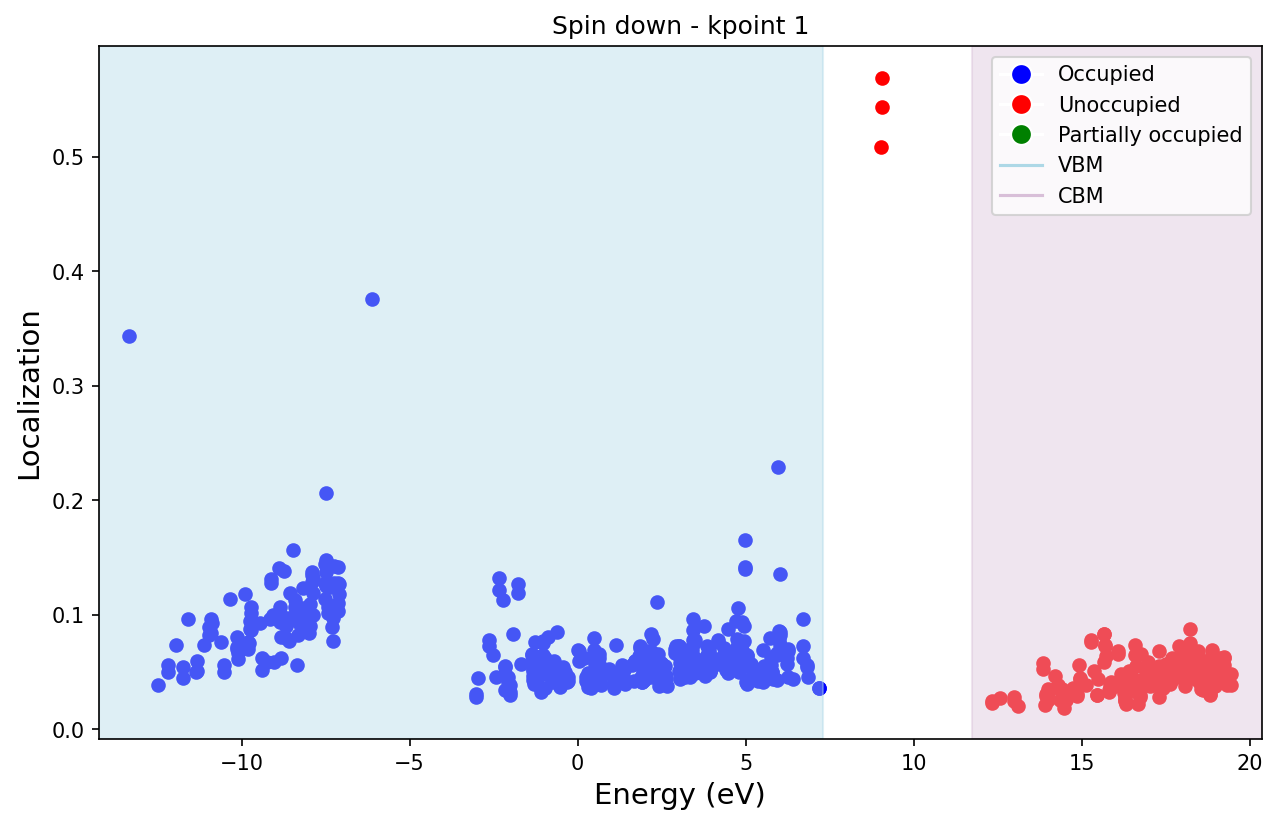 Spin down - kpoint 1
Localization
0.5
0.4
0.3
0.2
0.1
0.0
Occupied
Unoccupied
Partially occupied
VBM
CBM
−10
−5
0
5
10
15
20
Energy (eV)